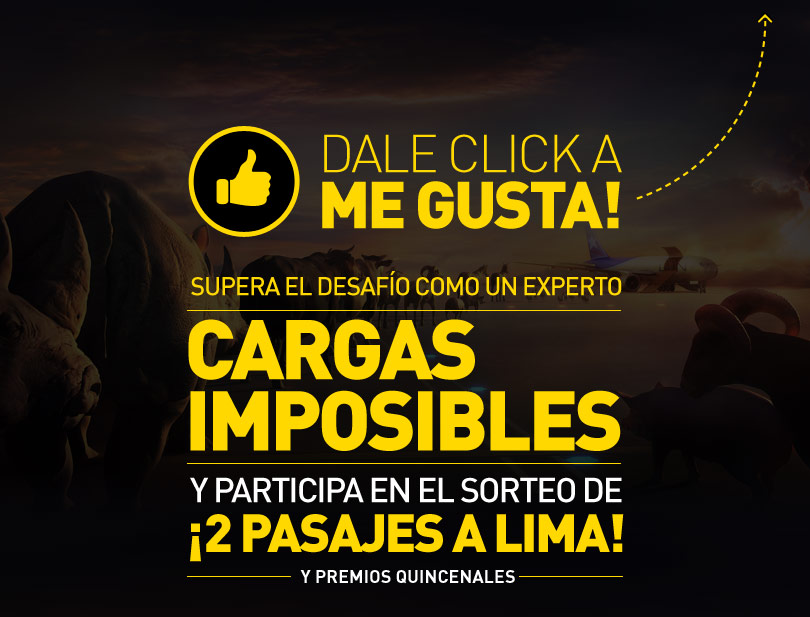 DALE CLICK A
ME GUSTA!
SUPERA EL DESAFÍO COMO UN EXPERTO
CARGAS
IMPOSIBLES
Y PARTICIPA EN EL SORTEO DE
¡2 PASAJES A LIMA!
Y PREMIOS QUINCENALES